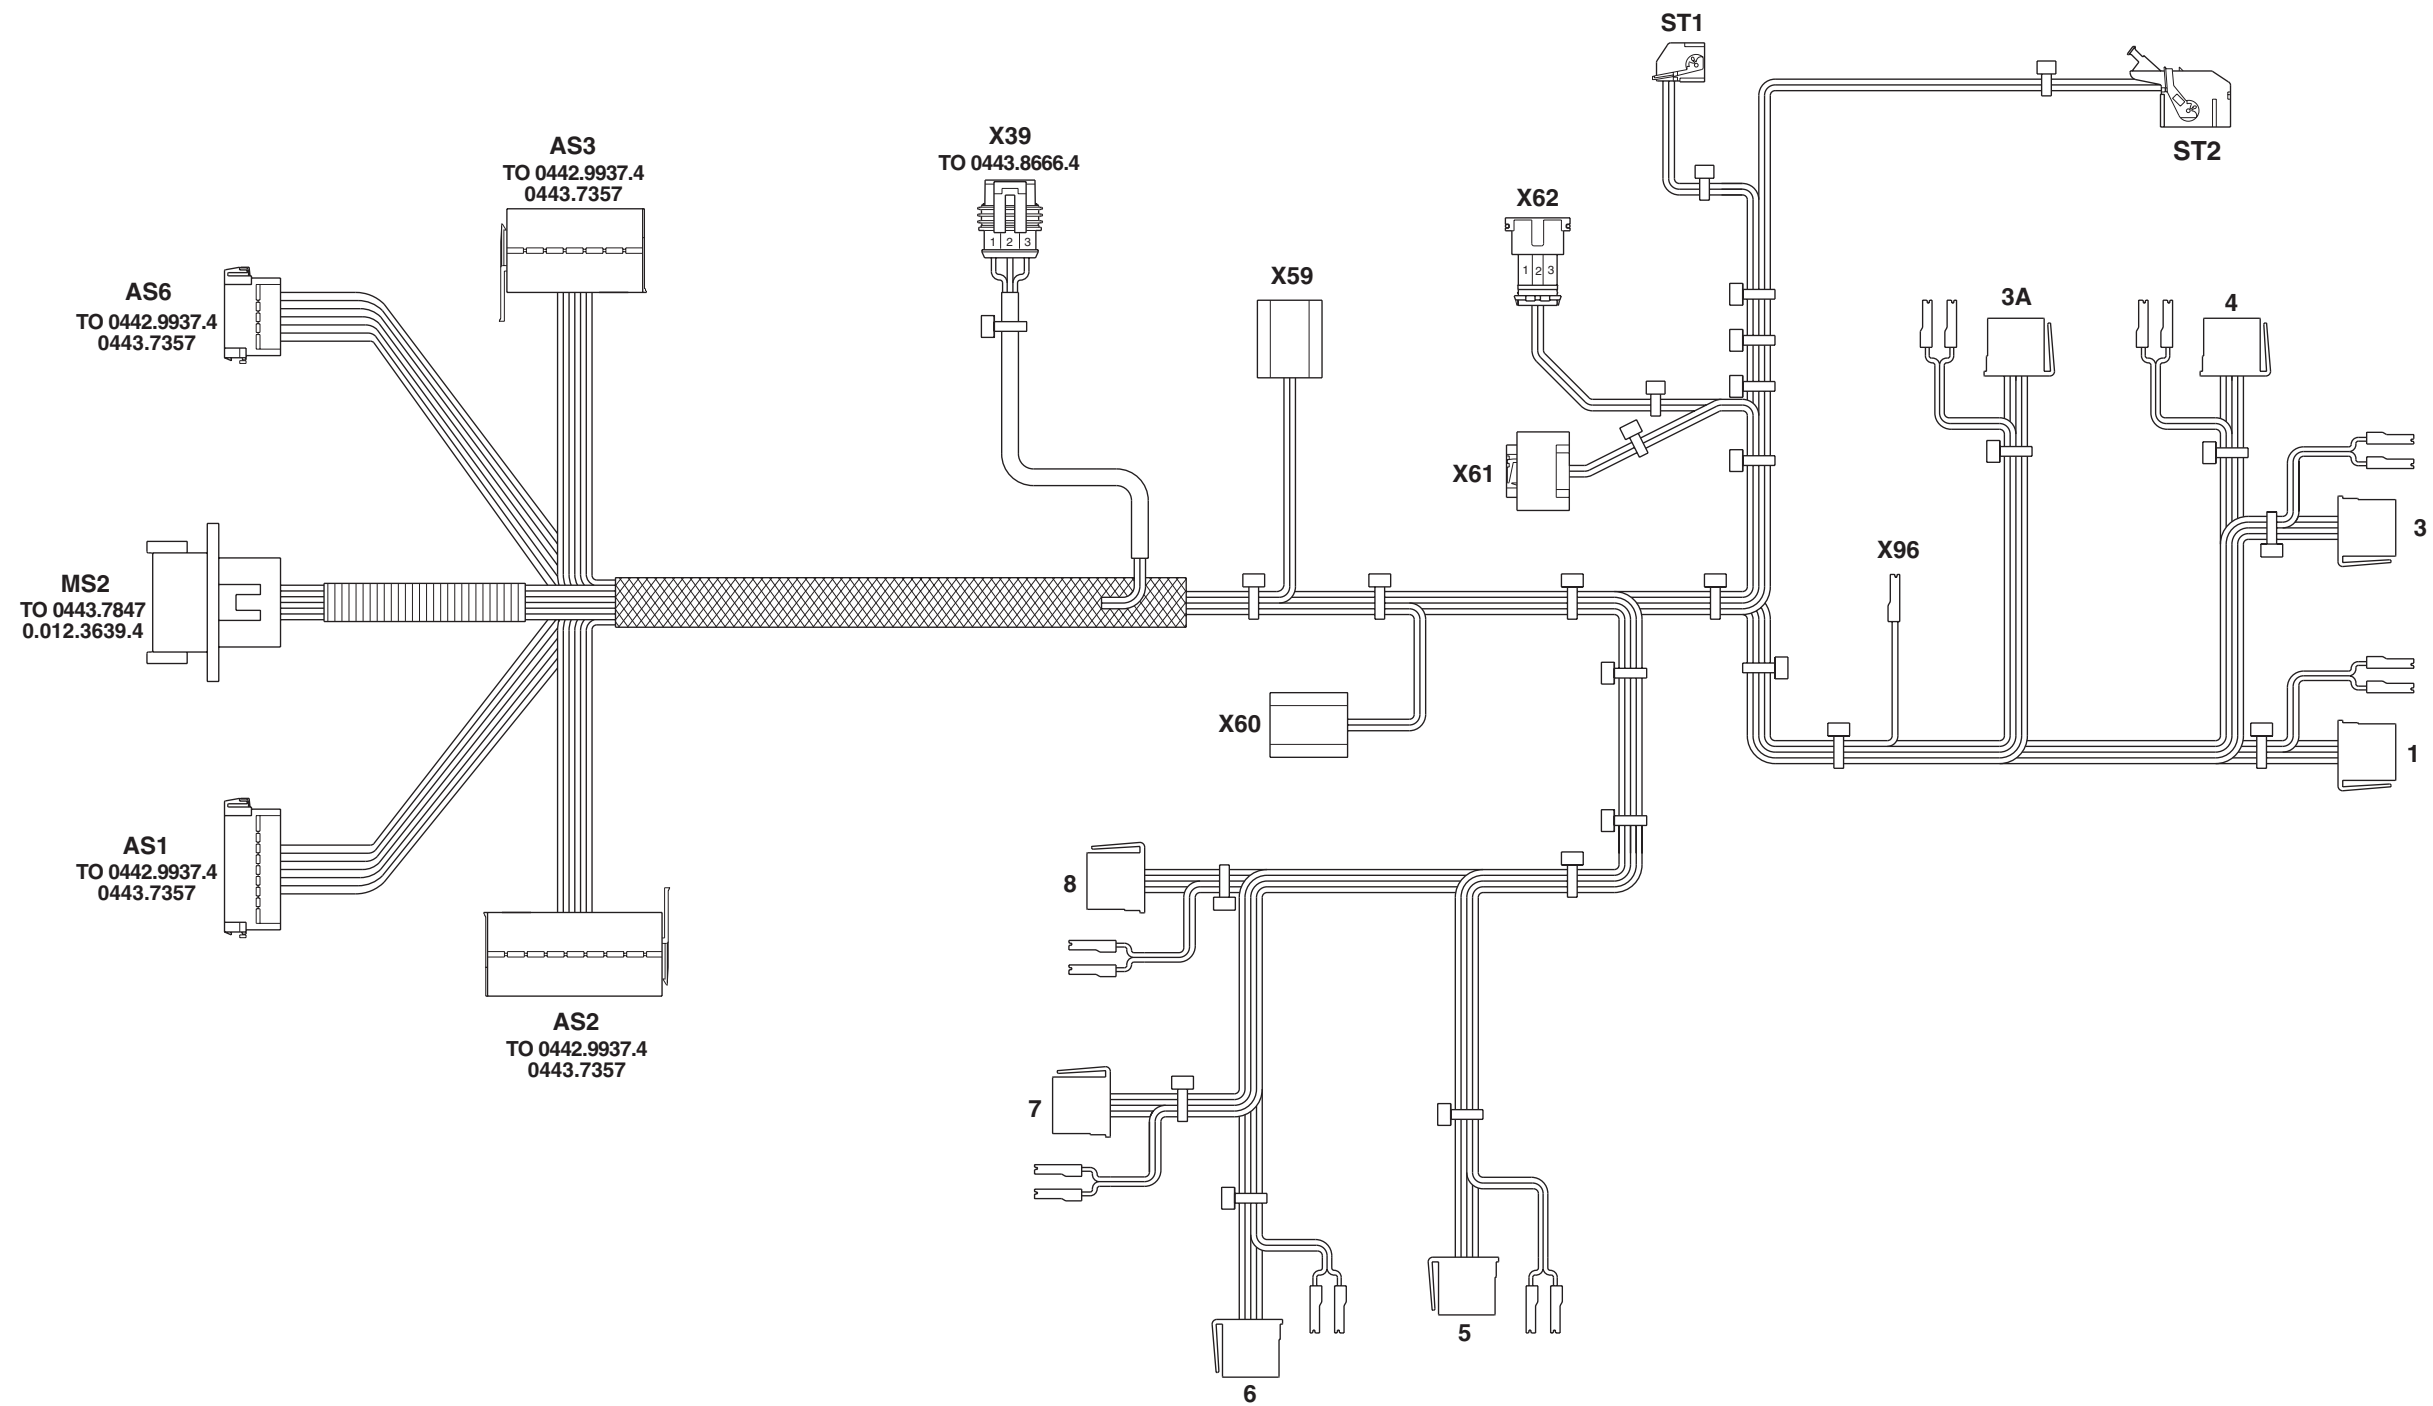 ST1
ST2
AS3
TO 0442.9937.4
0443.7357
X39
TO 0443.8666.4
1 2 3
X62
1 2 3
X59
AS6
TO 0442.9937.4
0443.7357
3A
4
X61
3
X96
MS2
TO 0443.7847
0.012.3639.4
X60
1
AS1
TO 0442.9937.4
0443.7357
8
AS2
TO 0442.9937.4
0443.7357
7
5
6